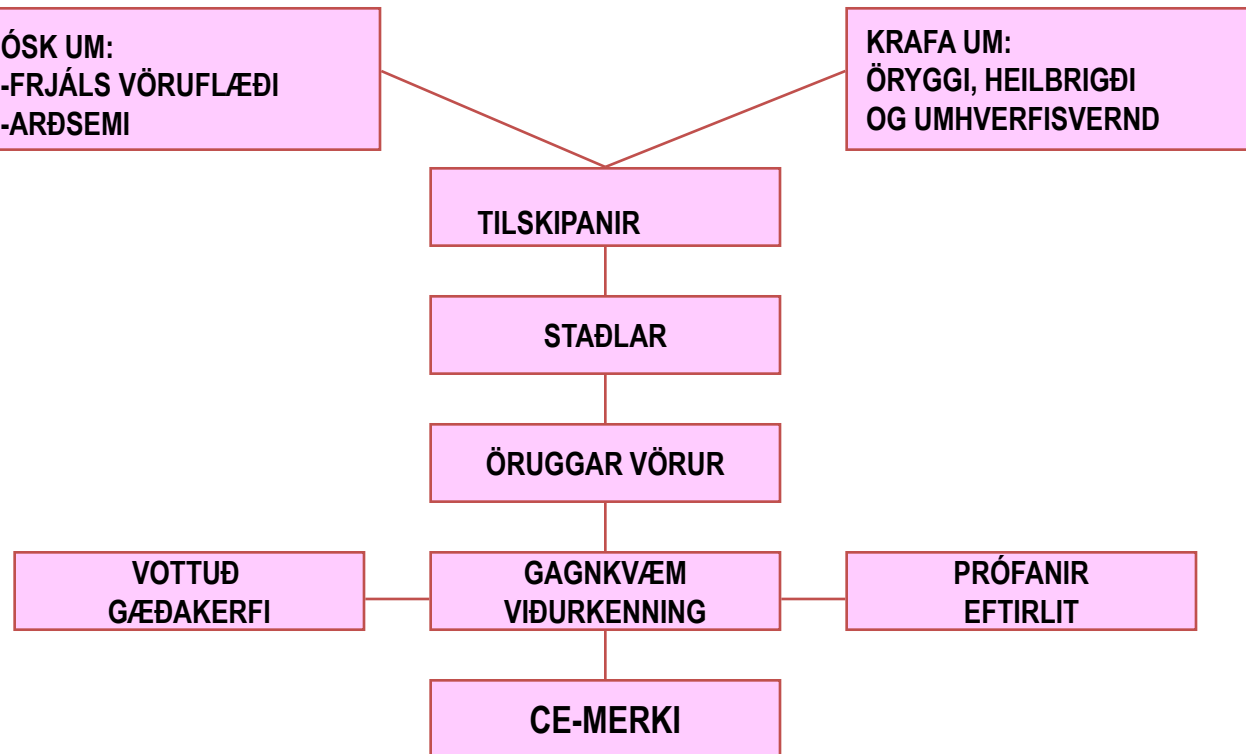 ÓSK UM:
-FRJÁLS VÖRUFLÆÐI
-ARÐSEMI
KRAFA UM:
ÖRYGGI, HEILBRIGÐI
OG UMHVERFISVERND
TILSKIPANIR
STAÐLAR
ÖRUGGAR VÖRUR
VOTTUÐ
GÆÐAKERFI
GAGNKVÆM
VIÐURKENNING
PRÓFANIR
EFTIRLIT
CE-MERKI